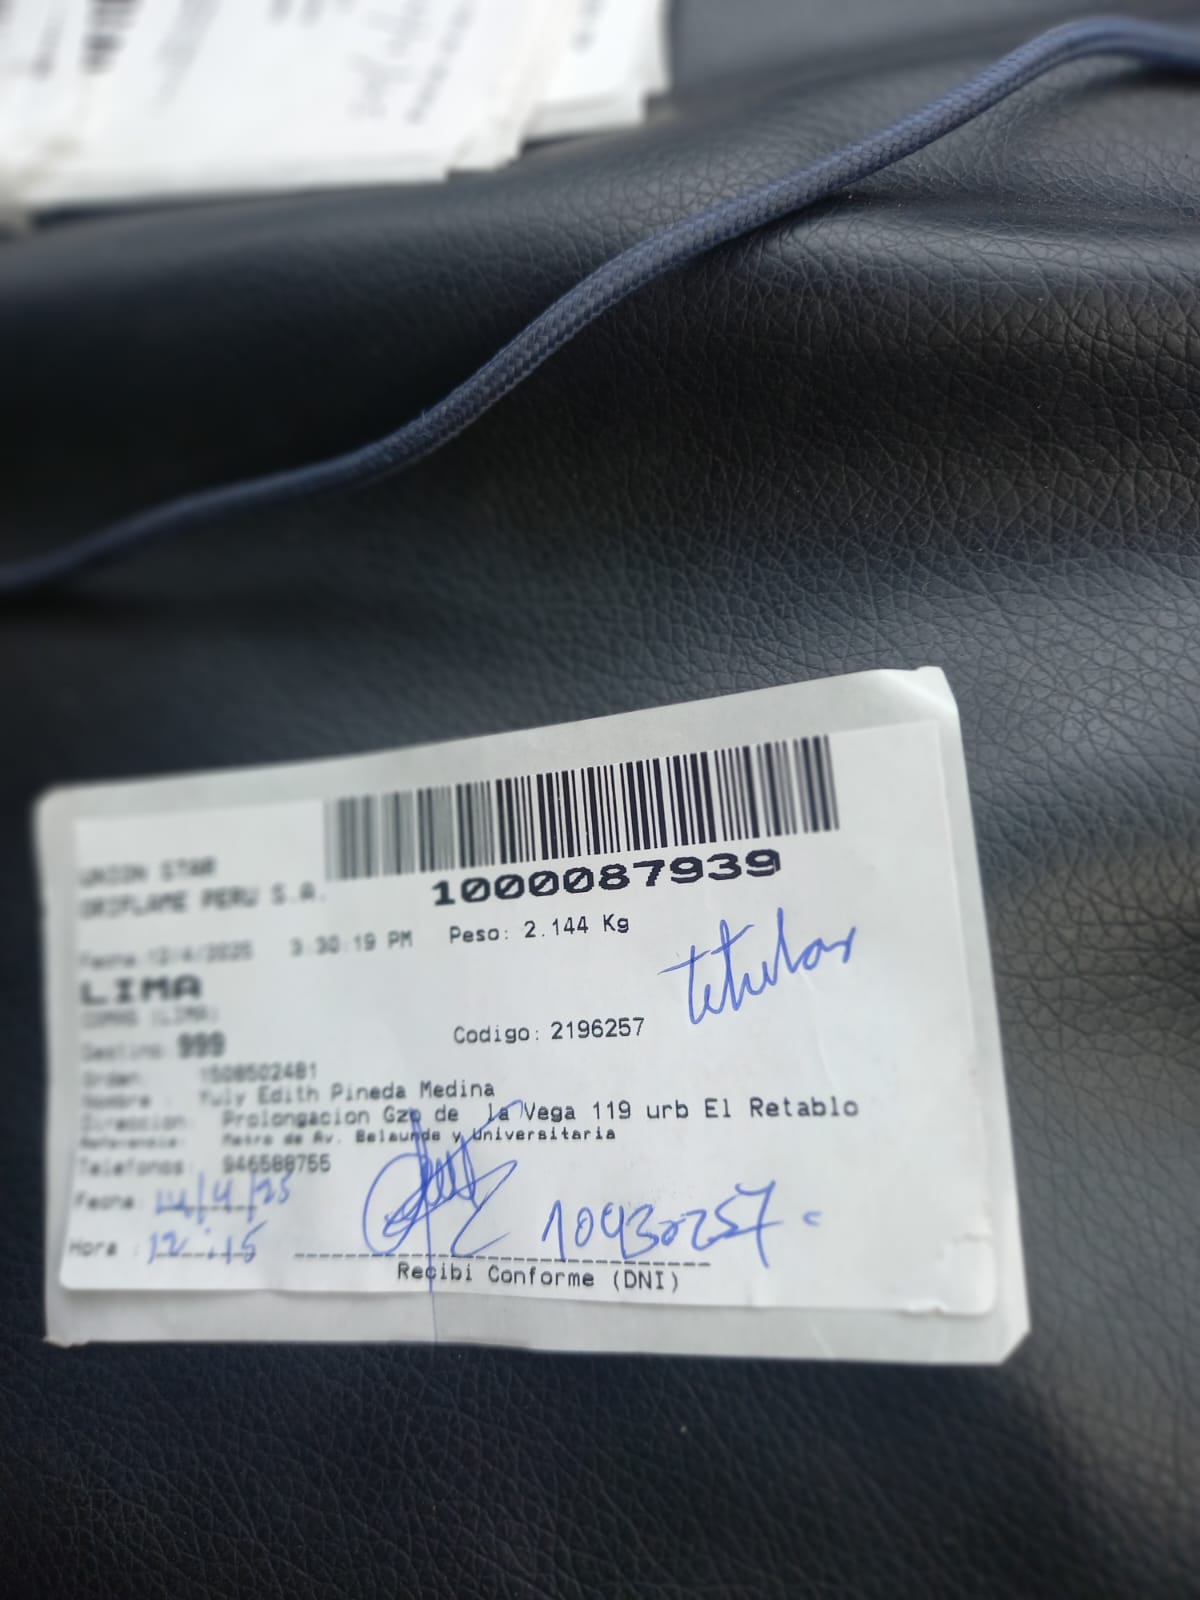 1000087939
UNION STAR
ORIFLAME PERU S.A.
Fecha: 12/4/2025 3:30:19 PM Peso: 2.144 Kg
titular
LIMA
COMAS (LIMA)
Destino: 999 Codigo: 2196257
Orden: 1508502481
Nombre : Yuly Edith Pineda Medina
Direccion: Prolongacion Gzp de la Vega 119 urb El Retablo
Referencia: Metro de Av. Belaunde y Universitaria
Telefonos: 946588755
Fecha: 14/4/25
Hora : 12:15
Recibi Conforme (DNI)